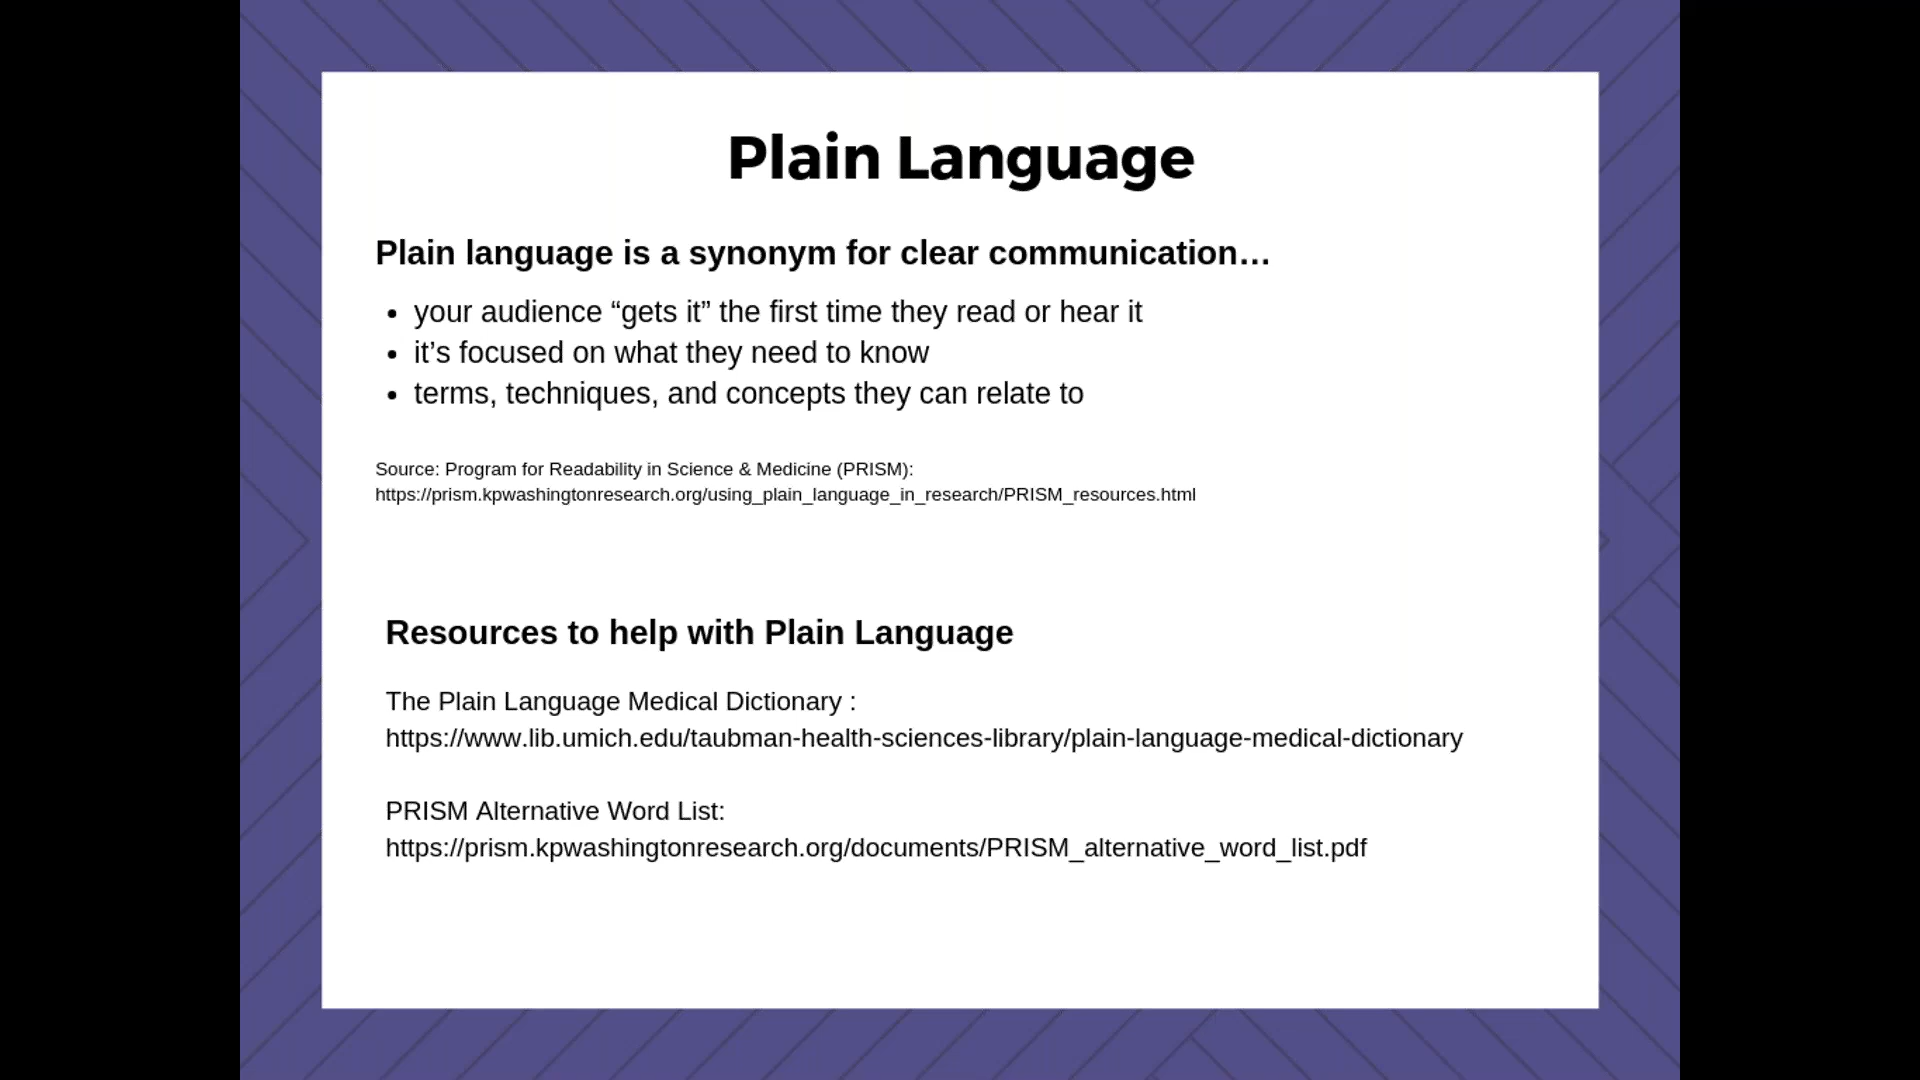 Plain Language
Plain language is a synonym for clear communication…
• your audience “gets it” the first time they read or hear it
• it’s focused on what they need to know
• terms, techniques, and concepts they can relate to
Source: Program for Readability in Science & Medicine (PRISM):
https://prism.kpwashingtonresearch.org/using_plain_language_in_research/PRISM_resources.html
Resources to help with Plain Language
The Plain Language Medical Dictionary :
https://www.lib.umich.edu/taubman-health-sciences-library/plain-language-medical-dictionary
PRISM Alternative Word List:
https://prism.kpwashingtonresearch.org/documents/PRISM_alternative_word_list.pdf